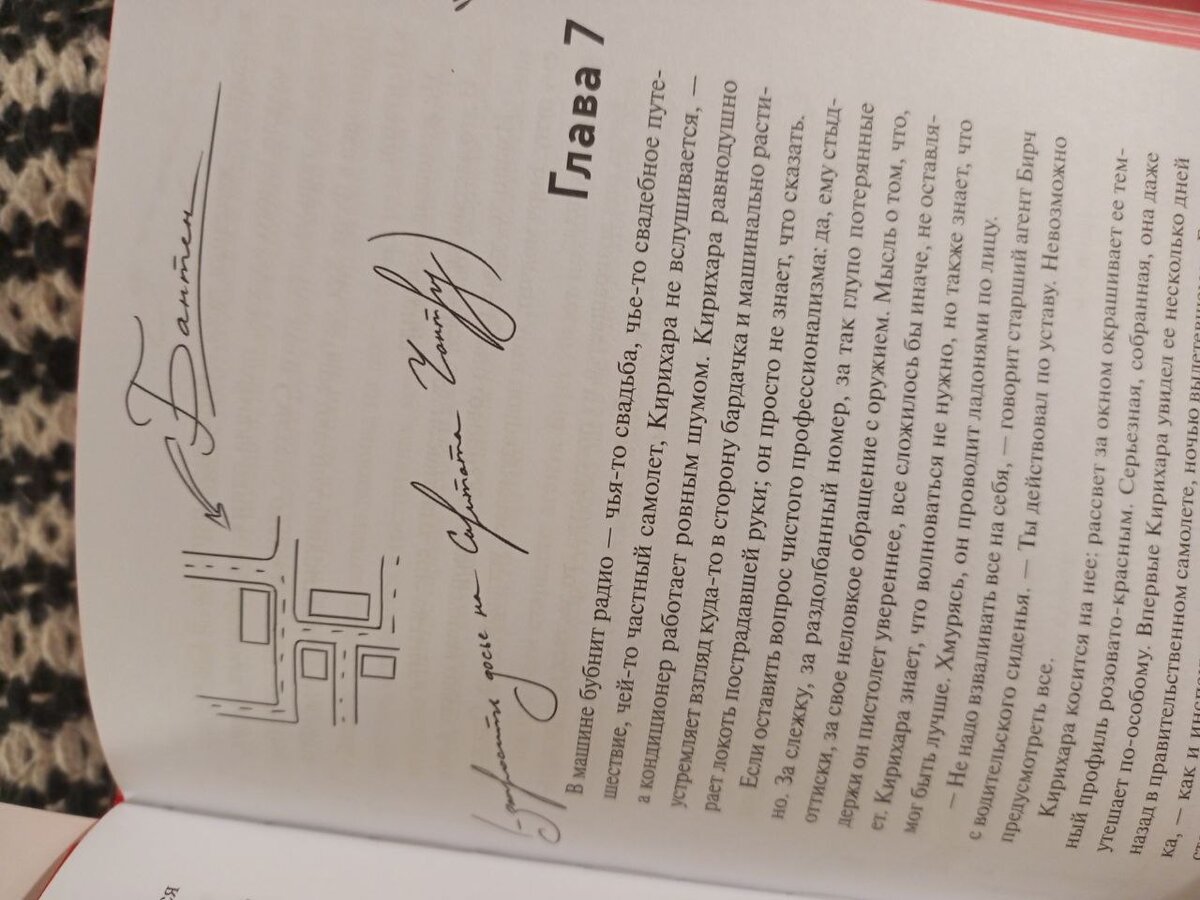 Бантен
(-запросить досье на Сирипата Чантру)
Глава 7
В машине бубнит радио — чья-то свадьба, чье-то свадебное путе-
шествие, чей-то частный самолет, Кирихара не вслушивается, —
а кондиционер работает ровным шумом. Кирихара равнодушно
устремляет взгляд куда-то в сторону бардачка и машинально расти-
рает локоть пострадавшей руки; он просто не знает, что сказать.
Если оставить вопрос чистого профессионализма: да, ему стыд-
но. За слежку, за раздолбанный номер, за так глупо потерянные
оттиски, за свое неловкое обращение с оружием. Мысль о том, что,
держи он пистолет увереннее, все сложилось бы иначе, не оставля-
ет. Кирихара знает, что волноваться не нужно, но также знает, что
мог быть лучше. Хмурясь, он проводит ладонями по лицу.
— Не надо взваливать все на себя, — говорит старший агент Бирч
с водительского сиденья. — Ты действовал по уставу. Невозможно
предусмотреть все.
Кирихара косится на нее: рассвет за окном окрашивает ее тем-
ный профиль розовато-красным. Серьезная, собранная, она даже
утешает по-особому. Впервые Кирихара увидел ее несколько дней
назад в правительственном самолете, ночью
ка, — как и
ся